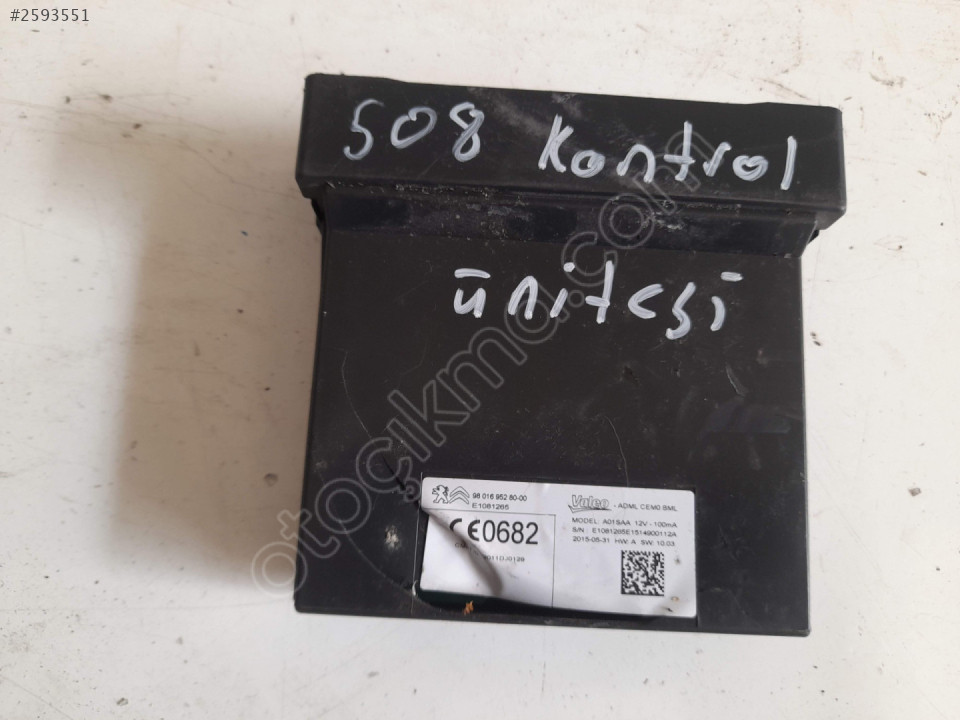 #2593551
508 Kontrol
ünitesi
otoçıkma.com
98 016 952 80-00
E1081265
CE0682
Valeo - ADML CEM0 BML
MODEL: A01SAA 12V - 100mA
S/N : E1081265E1514900112A
2015-05-31 HW: A SW: 10.03